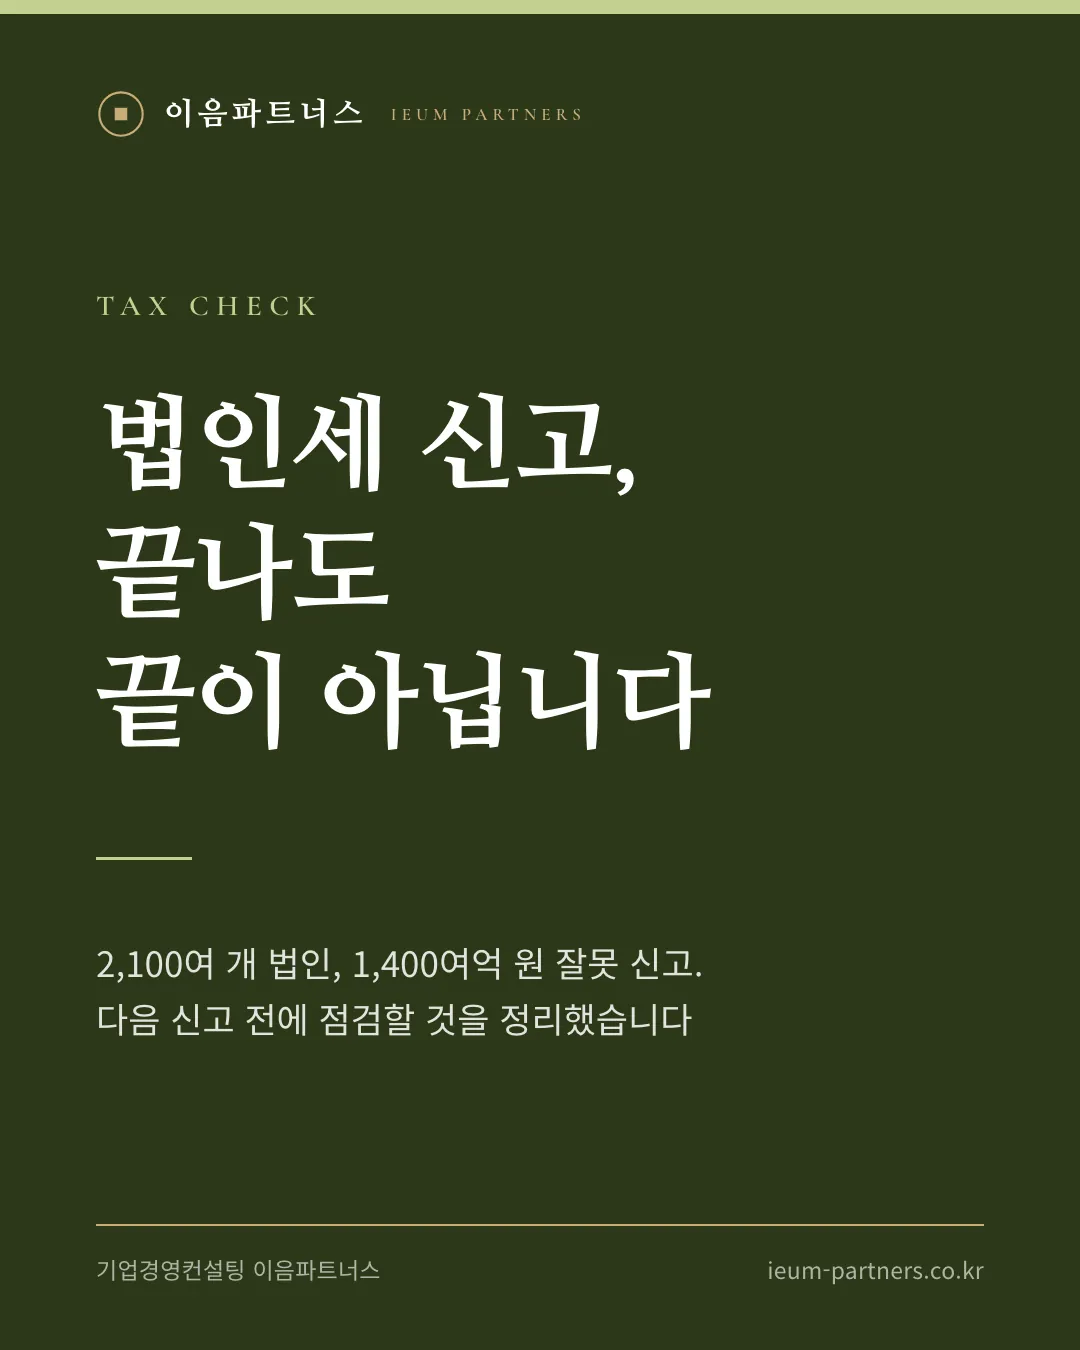 이음파트너스 IEUM PARTNERS
TAX CHECK
법인세 신고,
끝나도
끝이 아닙니다
2,100여 개 법인, 1,400여억 원 잘못 신고.
다음 신고 전에 점검할 것을 정리했습니다
기업경영컨설팅 이음파트너스
ieum-partners.co.kr